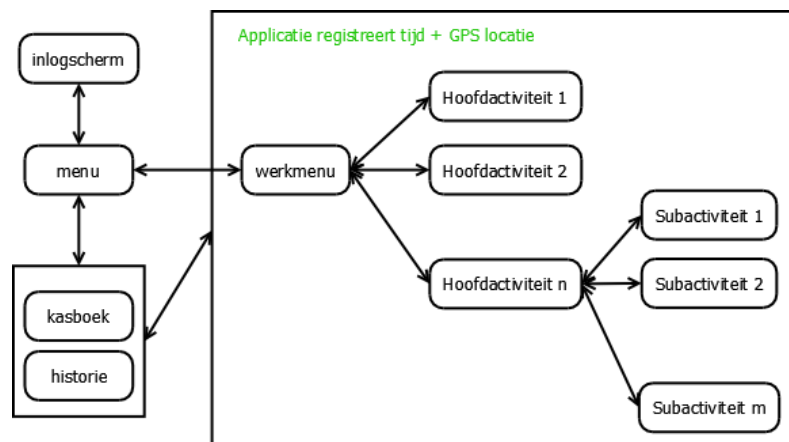 Applicatie registreert tijd + GPS locatie
inlogscherm
menu
kasboek
historie
werkmenu
Hoofdactiviteit 1
Hoofdactiviteit 2
Hoofdactiviteit n
Subactiviteit 1
Subactiviteit 2
Subactiviteit m